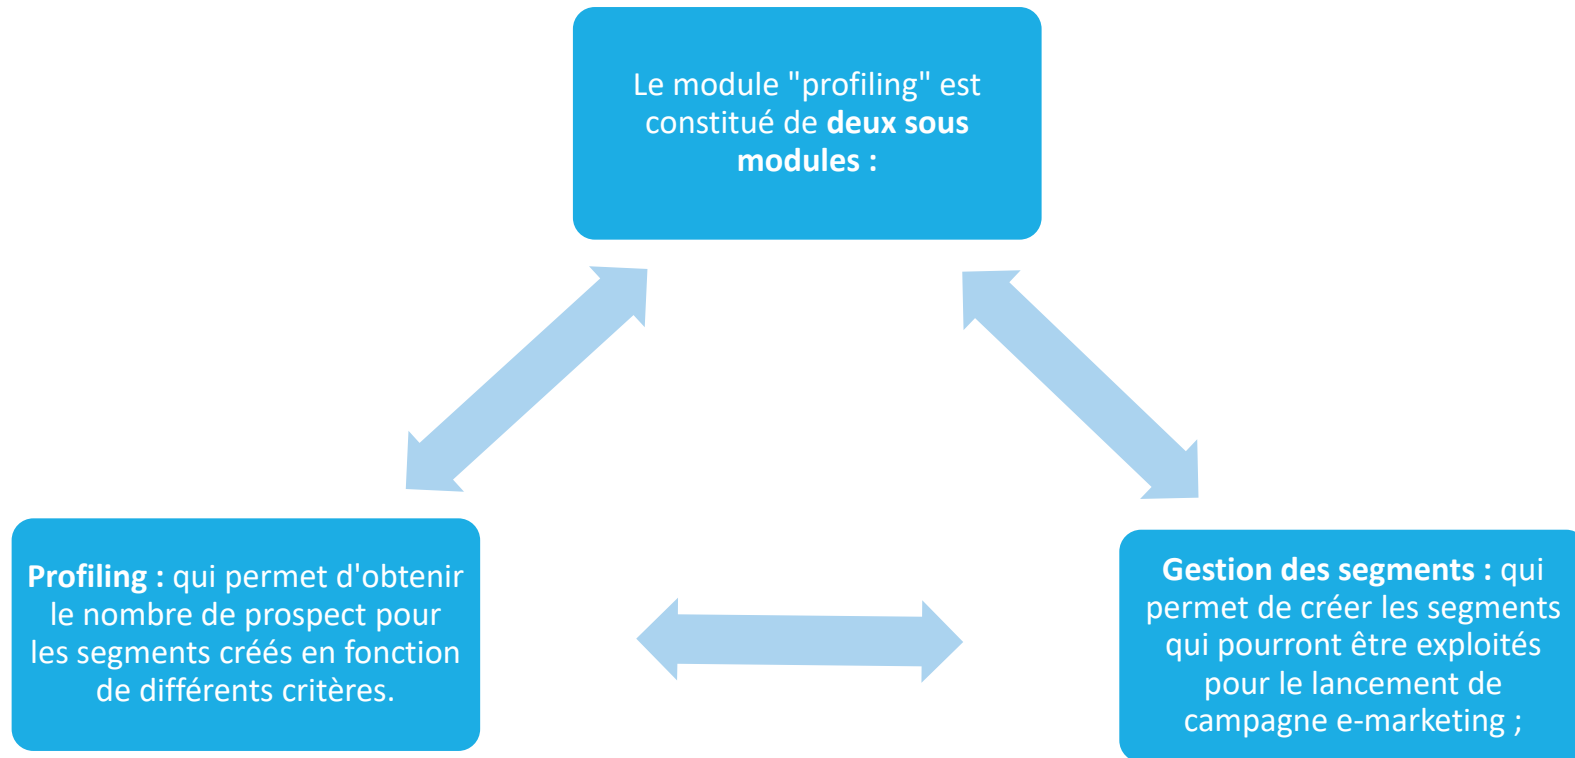 Le module "profiling" est
constitué de deux sous
modules :
Profiling : qui permet d'obtenir
le nombre de prospect pour
les segments créés en fonction
de différents critères.
Gestion des segments : qui
permet de créer les segments
qui pourront être exploités
pour le lancement de
campagne e-marketing ;